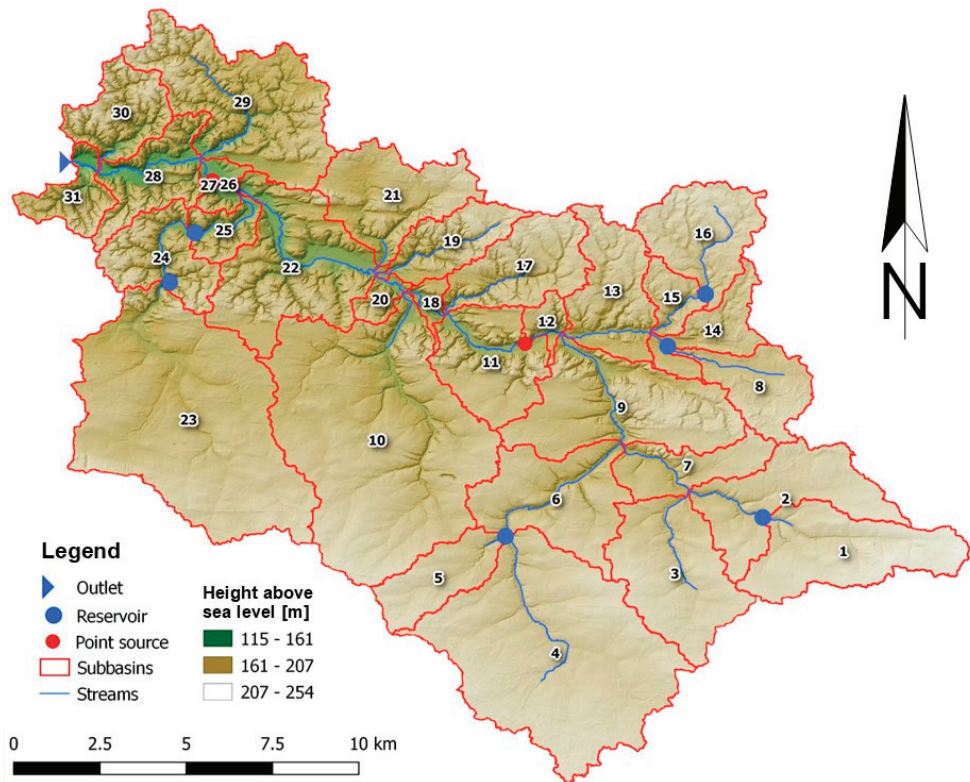 30
29
31
28
27
26
25
24
22
21
19
20
18
17
16
15
14
13
12
11
10
9
8
23
7
6
5
4
3
2
1
N
Legend
Outlet
Reservoir
Point source
Subbasins
Streams
Height above
sea level [m]
115 - 161
161 - 207
207 - 254
0 2.5 5 7.5 10 km